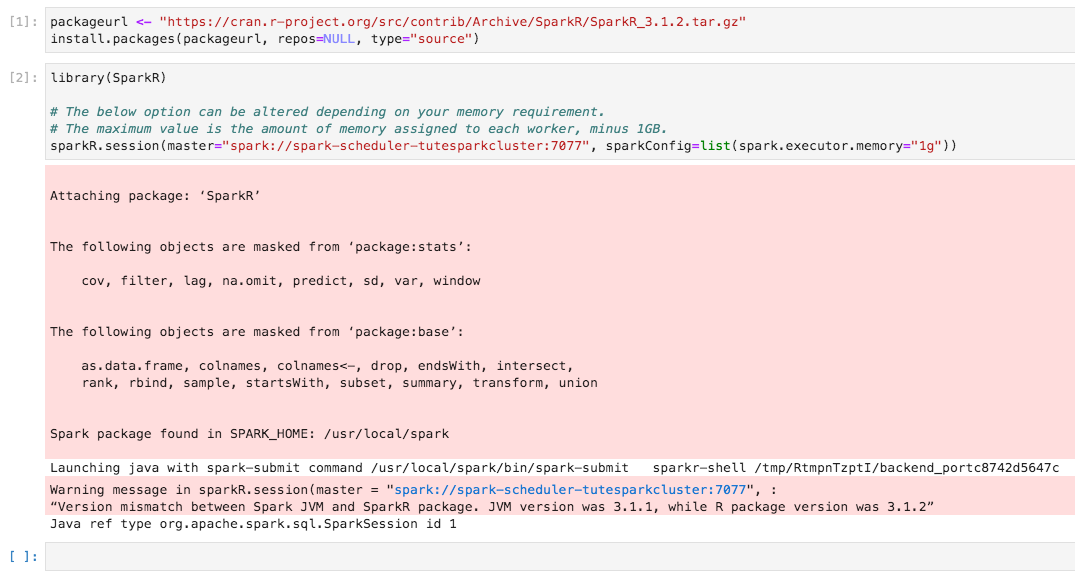 [1]: packageurl <- "https://cran.r-project.org/src/contrib/Archive/SparkR/SparkR_3.1.2.tar.gz"
install.packages(packageurl, repos=NULL, type="source")
[2]: library(SparkR)
# The below option can be altered depending on your memory requirement.
# The maximum value is the amount of memory assigned to each worker, minus 1GB.
sparkR.session(master="spark://spark-scheduler-tutesparkcluster:7077", sparkConfig=list(spark.executor.memory="1g"))
Attaching package: ‘SparkR’
The following objects are masked from ‘package:stats’:
cov, filter, lag, na.omit, predict, sd, var, window
The following objects are masked from ‘package:base’:
as.data.frame, colnames, colnames<-, drop, endsWith, intersect,
rank, rbind, sample, startsWith, subset, summary, transform, union
Spark package found in SPARK_HOME: /usr/local/spark
Launching java with spark-submit command /usr/local/spark/bin/spark-submit   sparkr-shell /tmp/RtmpnTzptI/backend_portc8742d5647c
Warning message in sparkR.session(master = "spark://spark-scheduler-tutesparkcluster:7077", :
“Version mismatch between Spark JVM and SparkR package. JVM version was 3.1.1, while R package version was 3.1.2”
Java ref type org.apache.spark.sql.SparkSession id 1
[ ]: